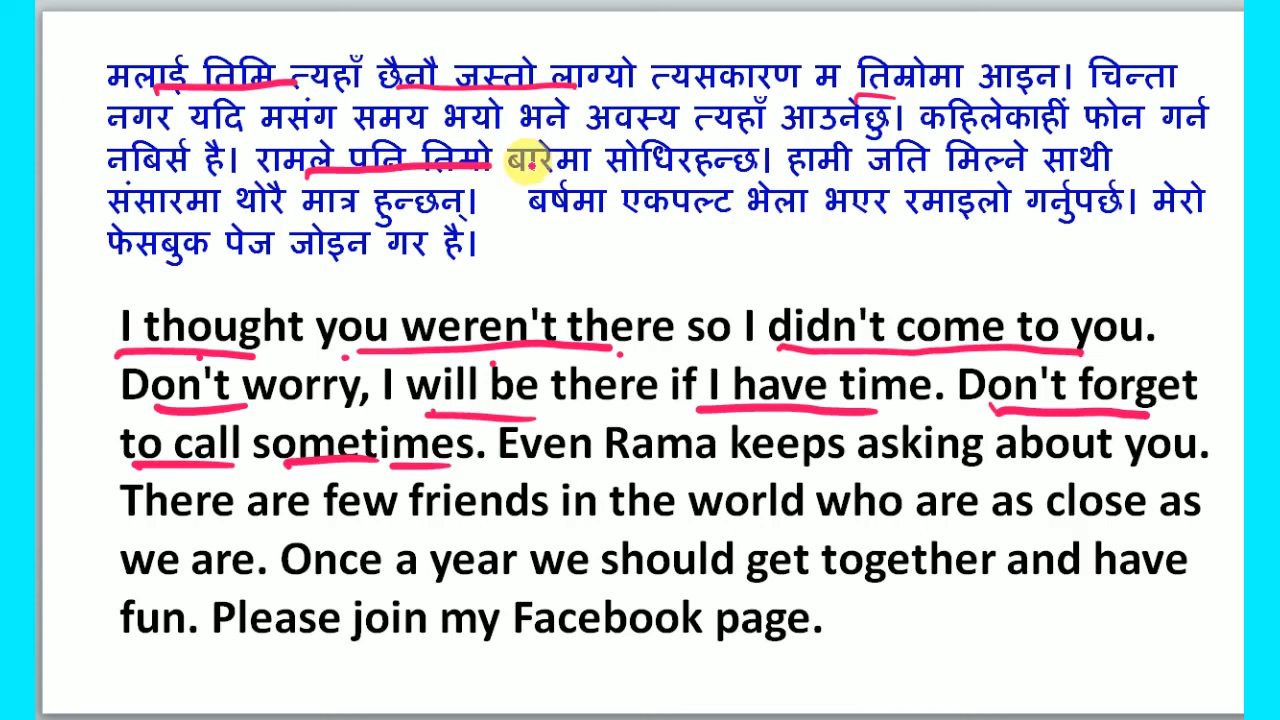 मलाई तिमि त्यहाँ छैनौ जस्तो लाग्यो त्यसकारण म तिम्रोमा आइन। चिन्ता
नगर यदि मसंग समय भयो भने अवस्य त्यहाँ आउनेछु। कहिलेकाहीं फोन गर्न
नबिर्स है। रामले पनि तिम्रो बारेमा सोधिरहन्छ। हामी जति मिल्ने साथी
संसारमा थोरै मात्र हुन्छन्। बर्षमा एकपल्ट भेला भएर रमाइलो गर्नुपर्छ। मेरो
फेसबुक पेज जोइन गर है।
I thought you weren't there so I didn't come to you.
Don't worry, I will be there if I have time. Don't forget
to call sometimes. Even Rama keeps asking about you.
There are few friends in the world who are as close as
we are. Once a year we should get together and have
fun. Please join my Facebook page.